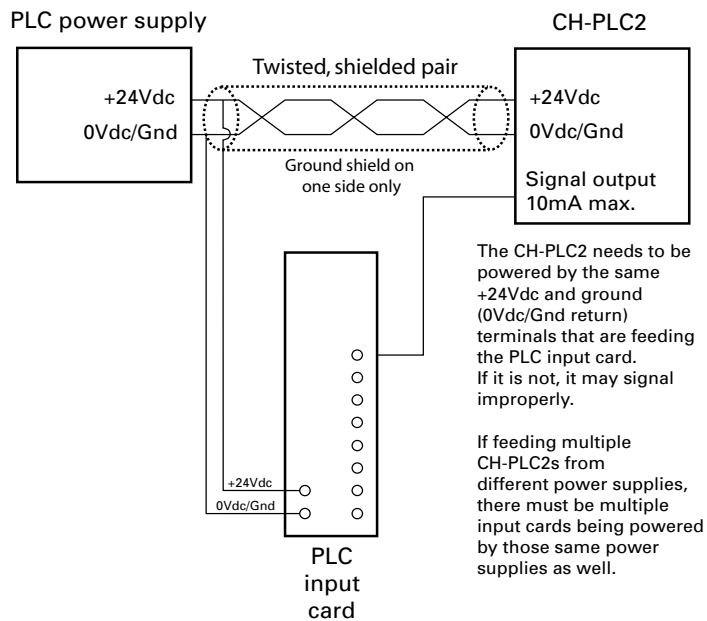 PLC power supply
CH-PLC2
Twisted, shielded pair
+24Vdc
0Vdc/Gnd
+24Vdc
0Vdc/Gnd
Ground shield on
one side only
Signal output
10mA max.
The CH-PLC2 needs to be
powered by the same
+24Vdc and ground
(0Vdc/Gnd return)
terminals that are feeding
the PLC input card.
If it is not, it may signal
improperly.
If feeding multiple
CH-PLC2s from
different power supplies,
there must be multiple
input cards being powered
by those same power
supplies as well.
+24Vdc
0Vdc/Gnd
PLC
input
card